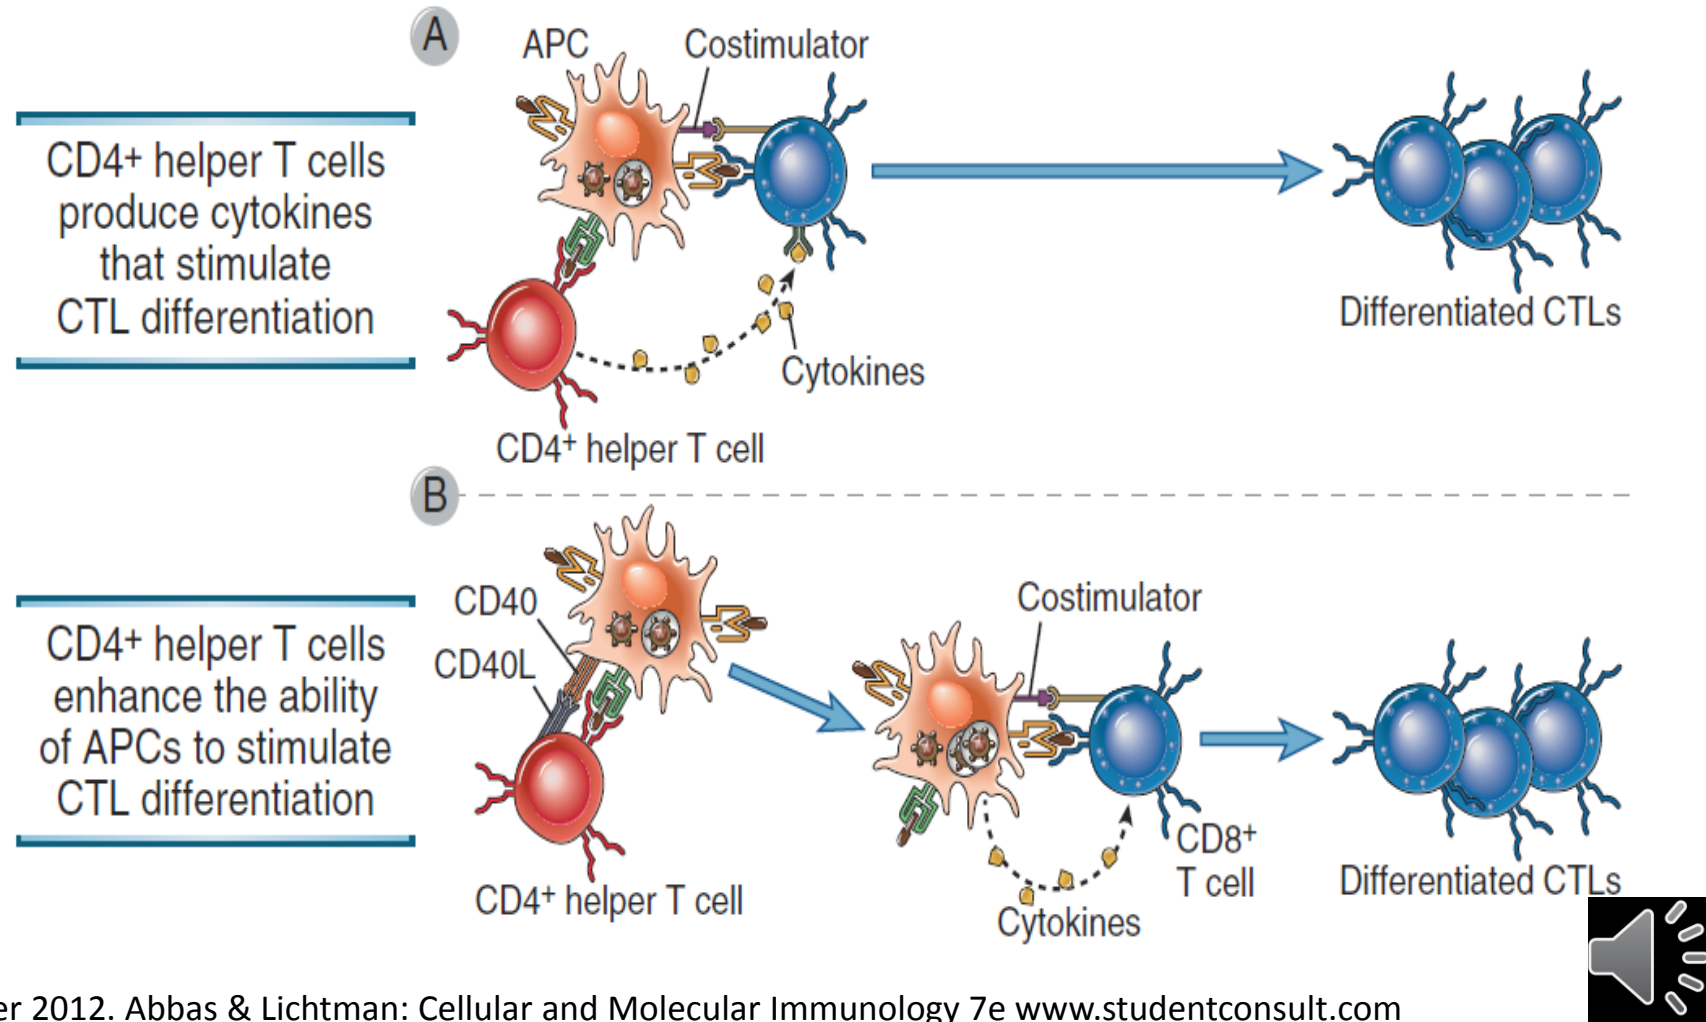 A
APC
Costimulator
CD4+ helper T cells
produce cytokines
that stimulate
CTL differentiation
Differentiated CTLs
Cytokines
CD4+ helper T cell
B
CD40
CD40L
Costimulator
CD4+ helper T cells
enhance the ability
of APCs to stimulate
CTL differentiation
CD8+
T cell
Differentiated CTLs
CD4+ helper T cell
Cytokines
er 2012. Abbas & Lichtman: Cellular and Molecular Immunology 7e www.studentconsult.com